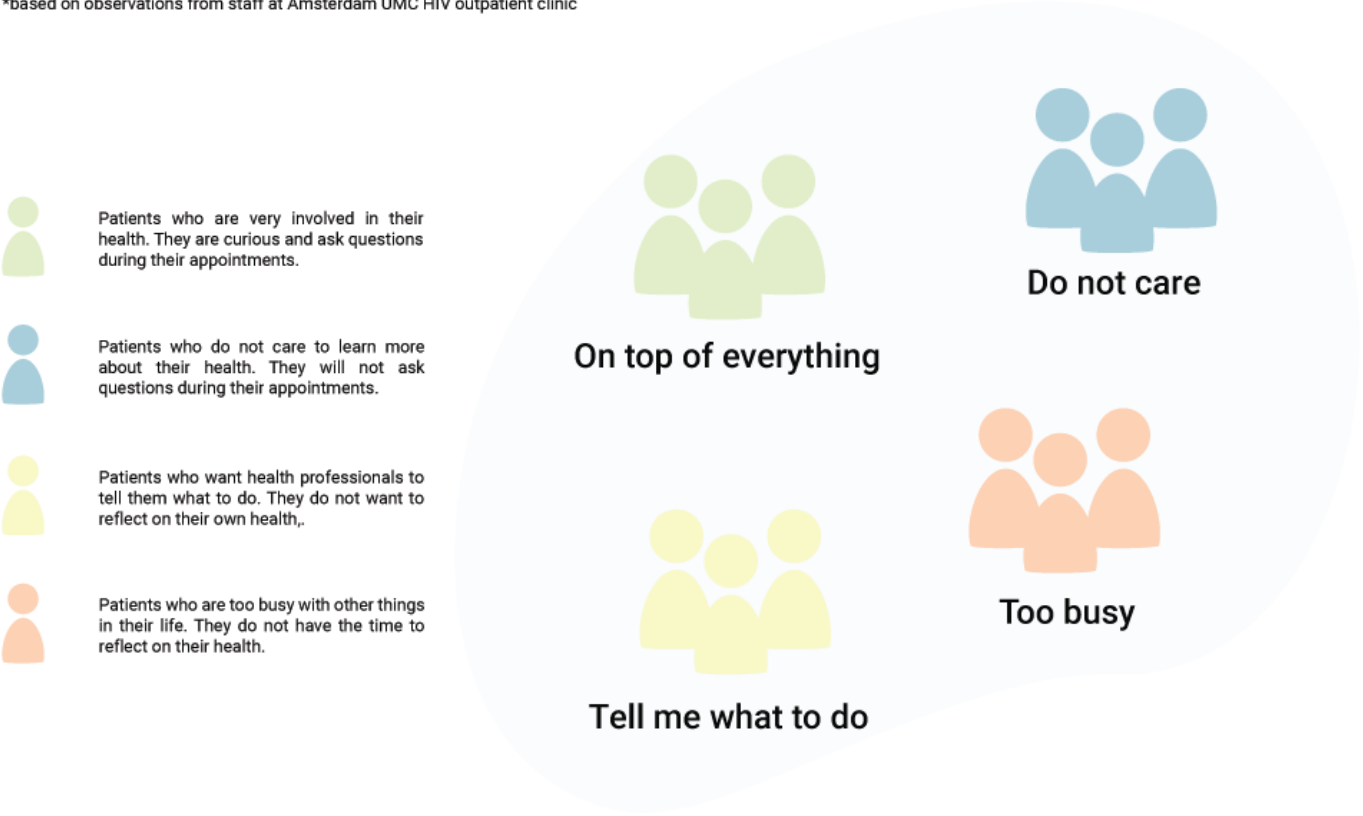 *based on observations from staff at Amsterdam UMC HIV outpatient clinic
Patients who are very involved in their
health. They are curious and ask questions
during their appointments.
Patients who do not care to learn more
about their health. They will not ask
questions during their appointments.
Patients who want health professionals to
tell them what to do. They do not want to
reflect on their own health,.
Patients who are too busy with other things
in their life. They do not have the time to
reflect on their health.
Do not care
On top of everything
Too busy
Tell me what to do